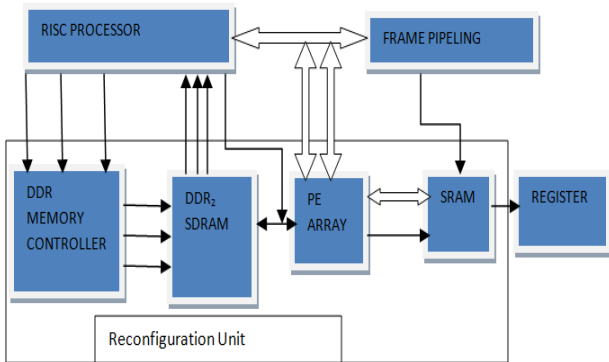 RISC PROCESSOR
FRAME PIPELING
DDR
MEMORY
CONTROLLER
DDR₂
SDRAM
PE
ARRAY
SRAM
REGISTER
Reconfiguration Unit